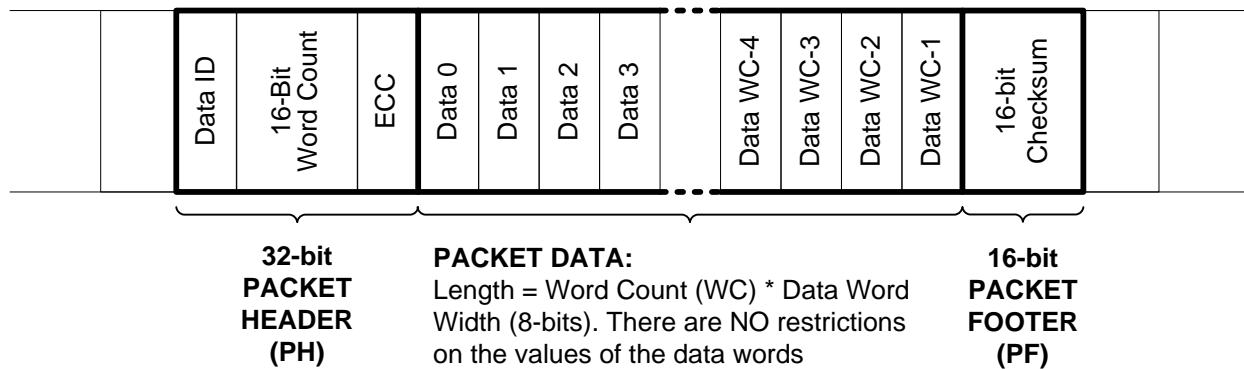 Data ID
16-Bit
Word Count
ECC
Data 0
Data 1
Data 2
Data 3
Data WC-4
Data WC-3
Data WC-2
Data WC-1
16-bit
Checksum
32-bit
PACKET
HEADER
(PH)
PACKET DATA:
Length = Word Count (WC) * Data Word
Width (8-bits). There are NO restrictions
on the values of the data words
16-bit
PACKET
FOOTER
(PF)